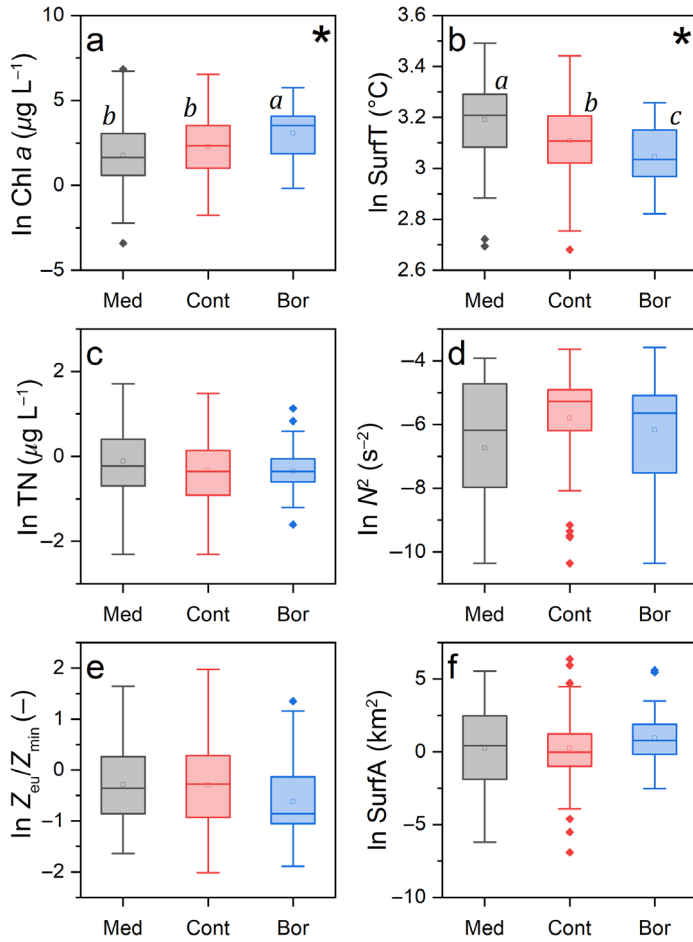 a
*
b
b
a
ln Chl a (µg L⁻¹)
10
5
0
−5
Med Cont Bor
b
*
a
b
c
ln SurfT (°C)
3.6
3.4
3.2
3.0
2.8
2.6
Med Cont Bor
c
ln TN (µg L⁻¹)
2
−0
−2
Med Cont Bor
d
ln N² (s⁻²)
−4
−6
−8
−10
Med Cont Bor
e
ln Zeu/Zmin (−)
2
1
−0
−1
−2
Med Cont Bor
f
ln SurfA (km²)
5
0
−10
Med Cont Bor